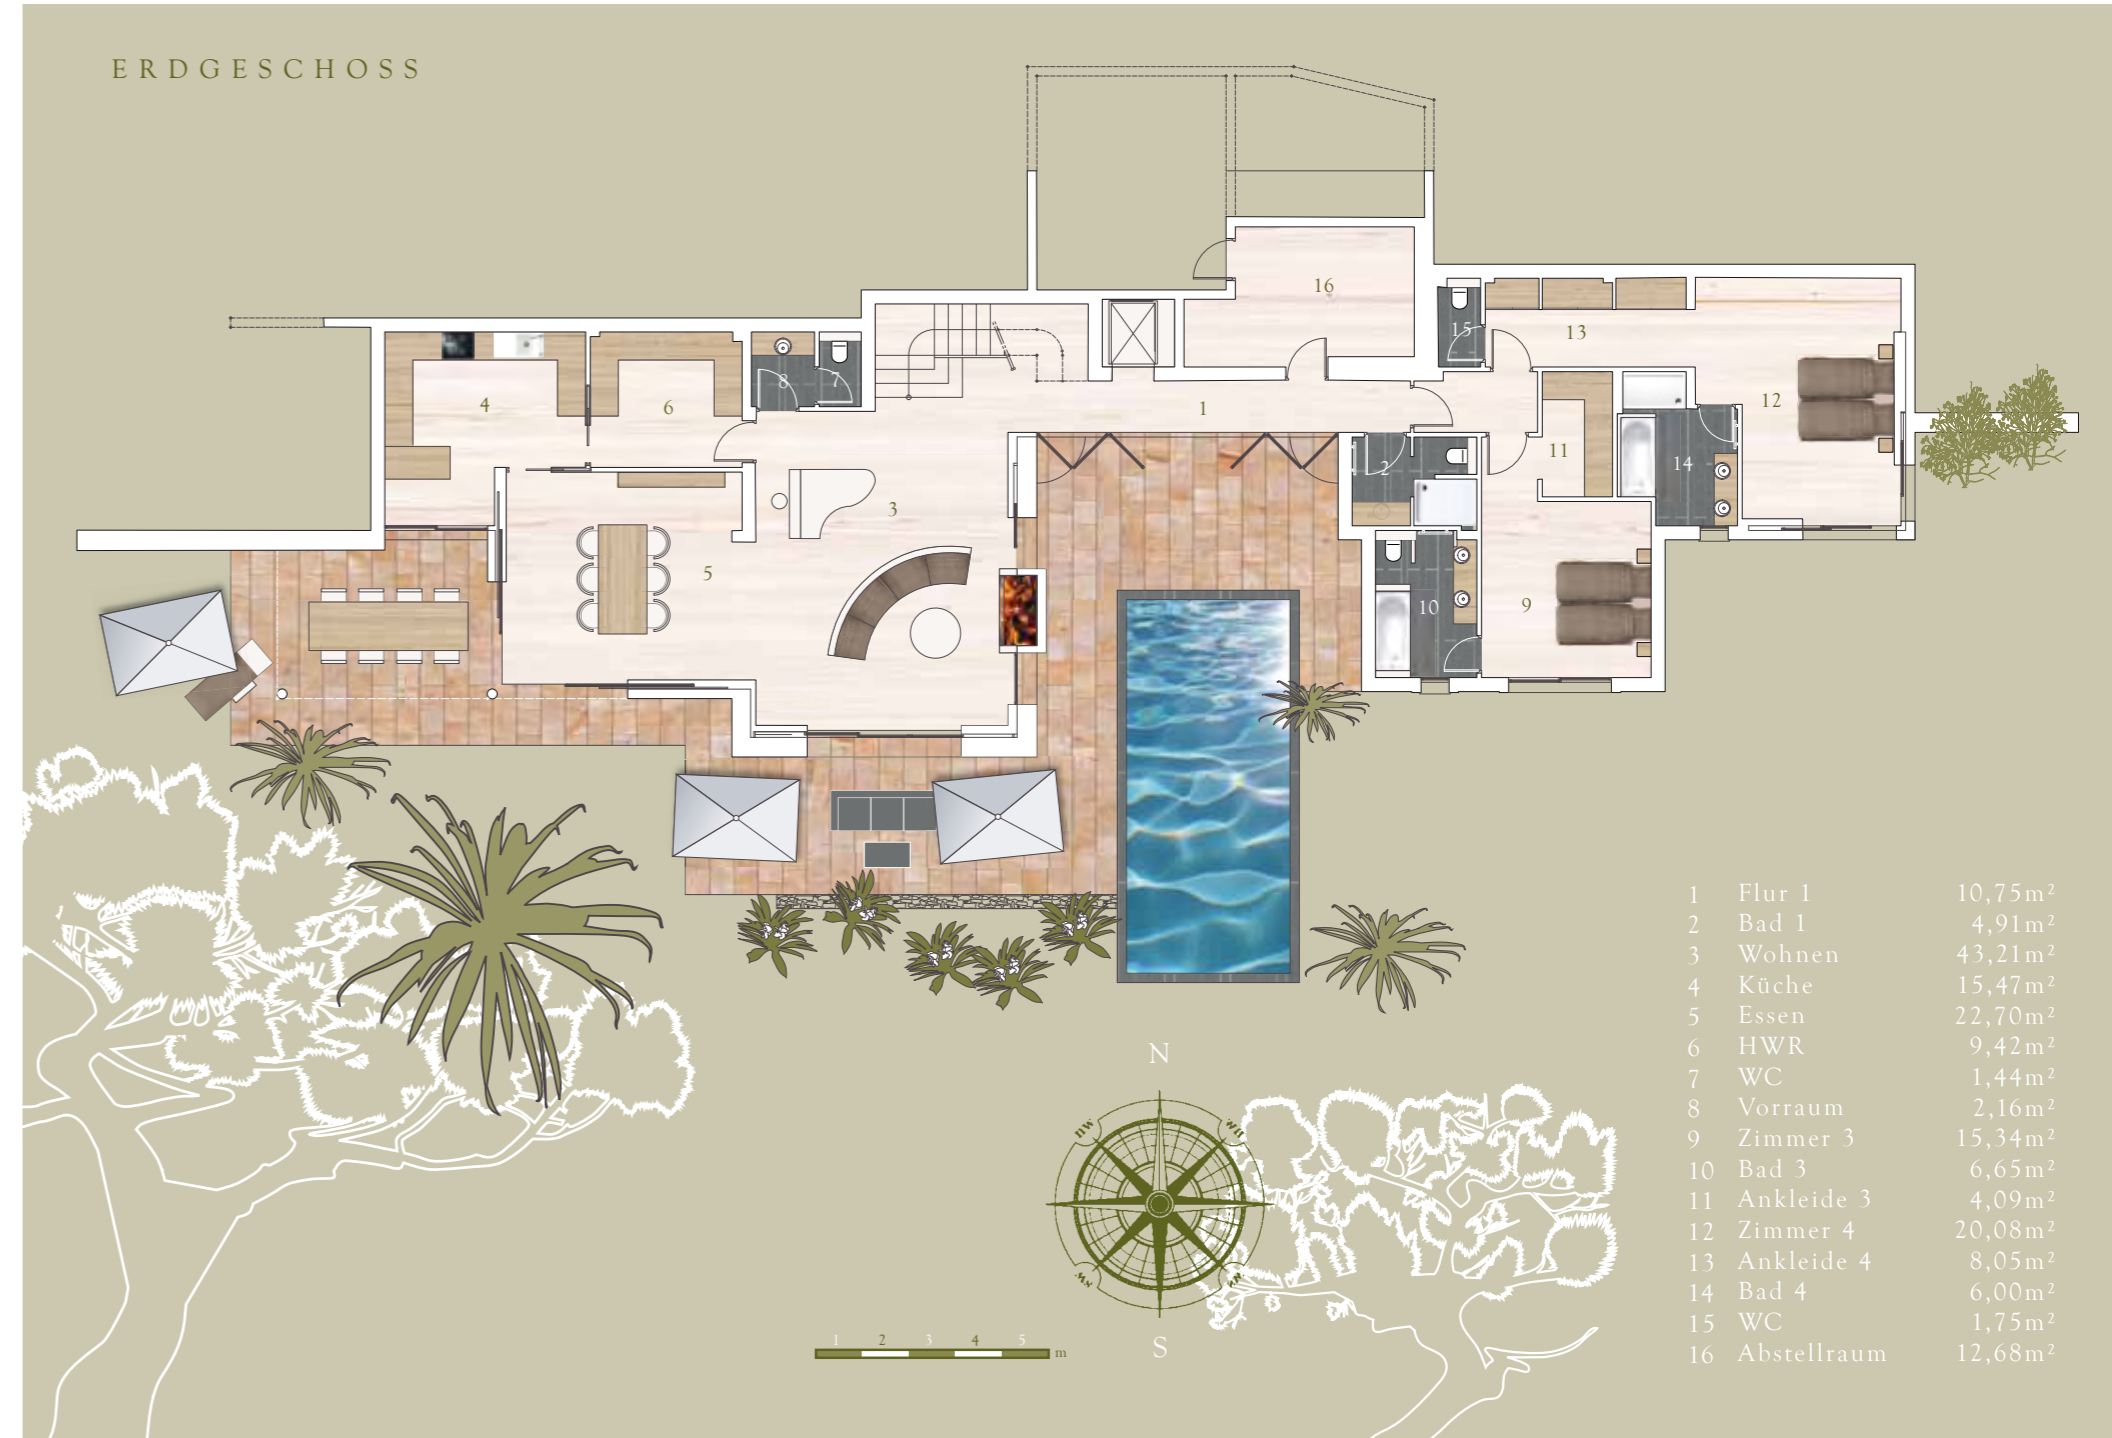 ERDGESCHOSS
16
15
13
8
7
4
6
1
12
2
11
14
3
5
10
9
1 Flur 1 10,75m²
2 Bad 1 4,91m²
3 Wohnen 43,21m²
4 Küche 15,47m²
5 Essen 22,70m²
6 HWR 9,42m²
7 WC 1,44m²
8 Vorraum 2,16m²
9 Zimmer 3 15,34m²
10 Bad 3 6,65m²
11 Ankleide 3 4,09m²
12 Zimmer 4 20,08m²
13 Ankleide 4 8,05m²
14 Bad 4 6,00m²
15 WC 1,75m²
16 Abstellraum 12,68m²
N
NW
SW
S
1 2 3 4 5 m